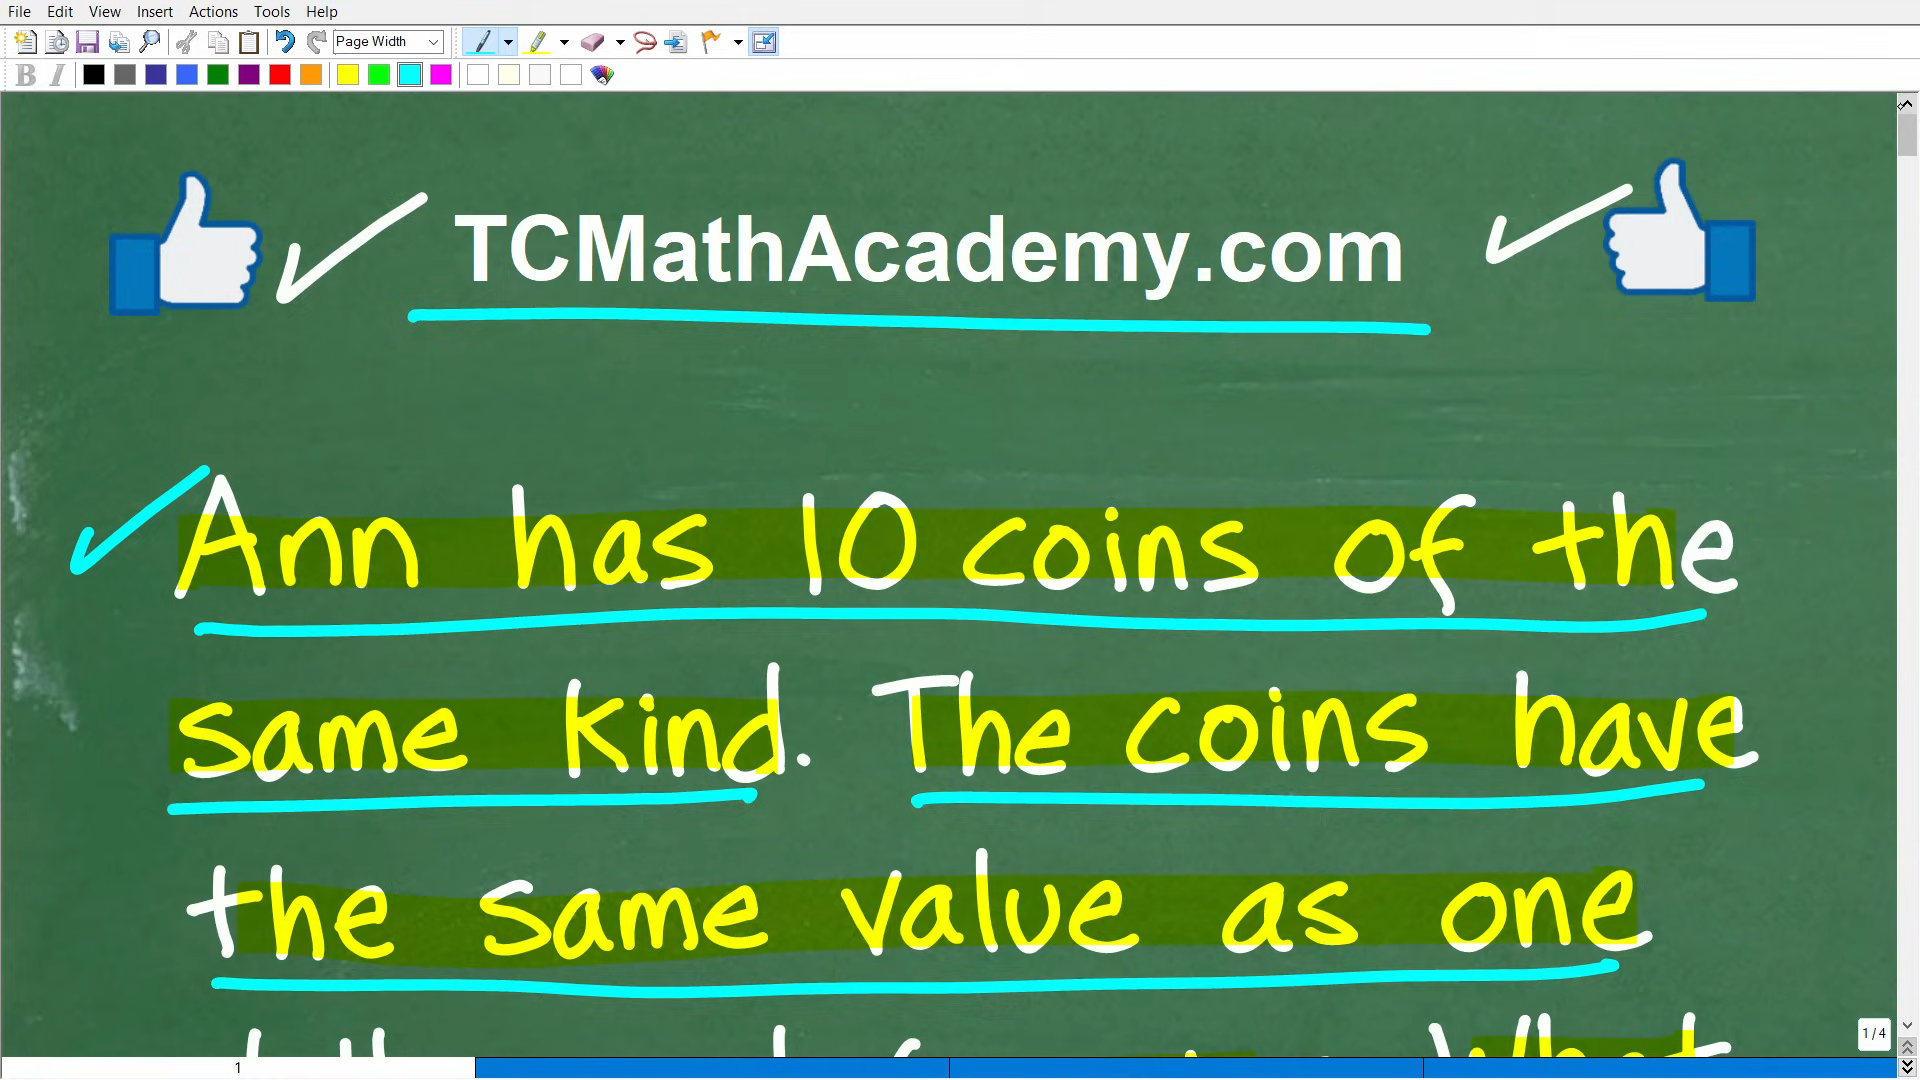 File Edit View Insert Actions Tools Help
Page Width
B I
TCMathAcademy.com
Ann has 10 coins of the
same kind. The coins have
the same value as one
1 / 4
1